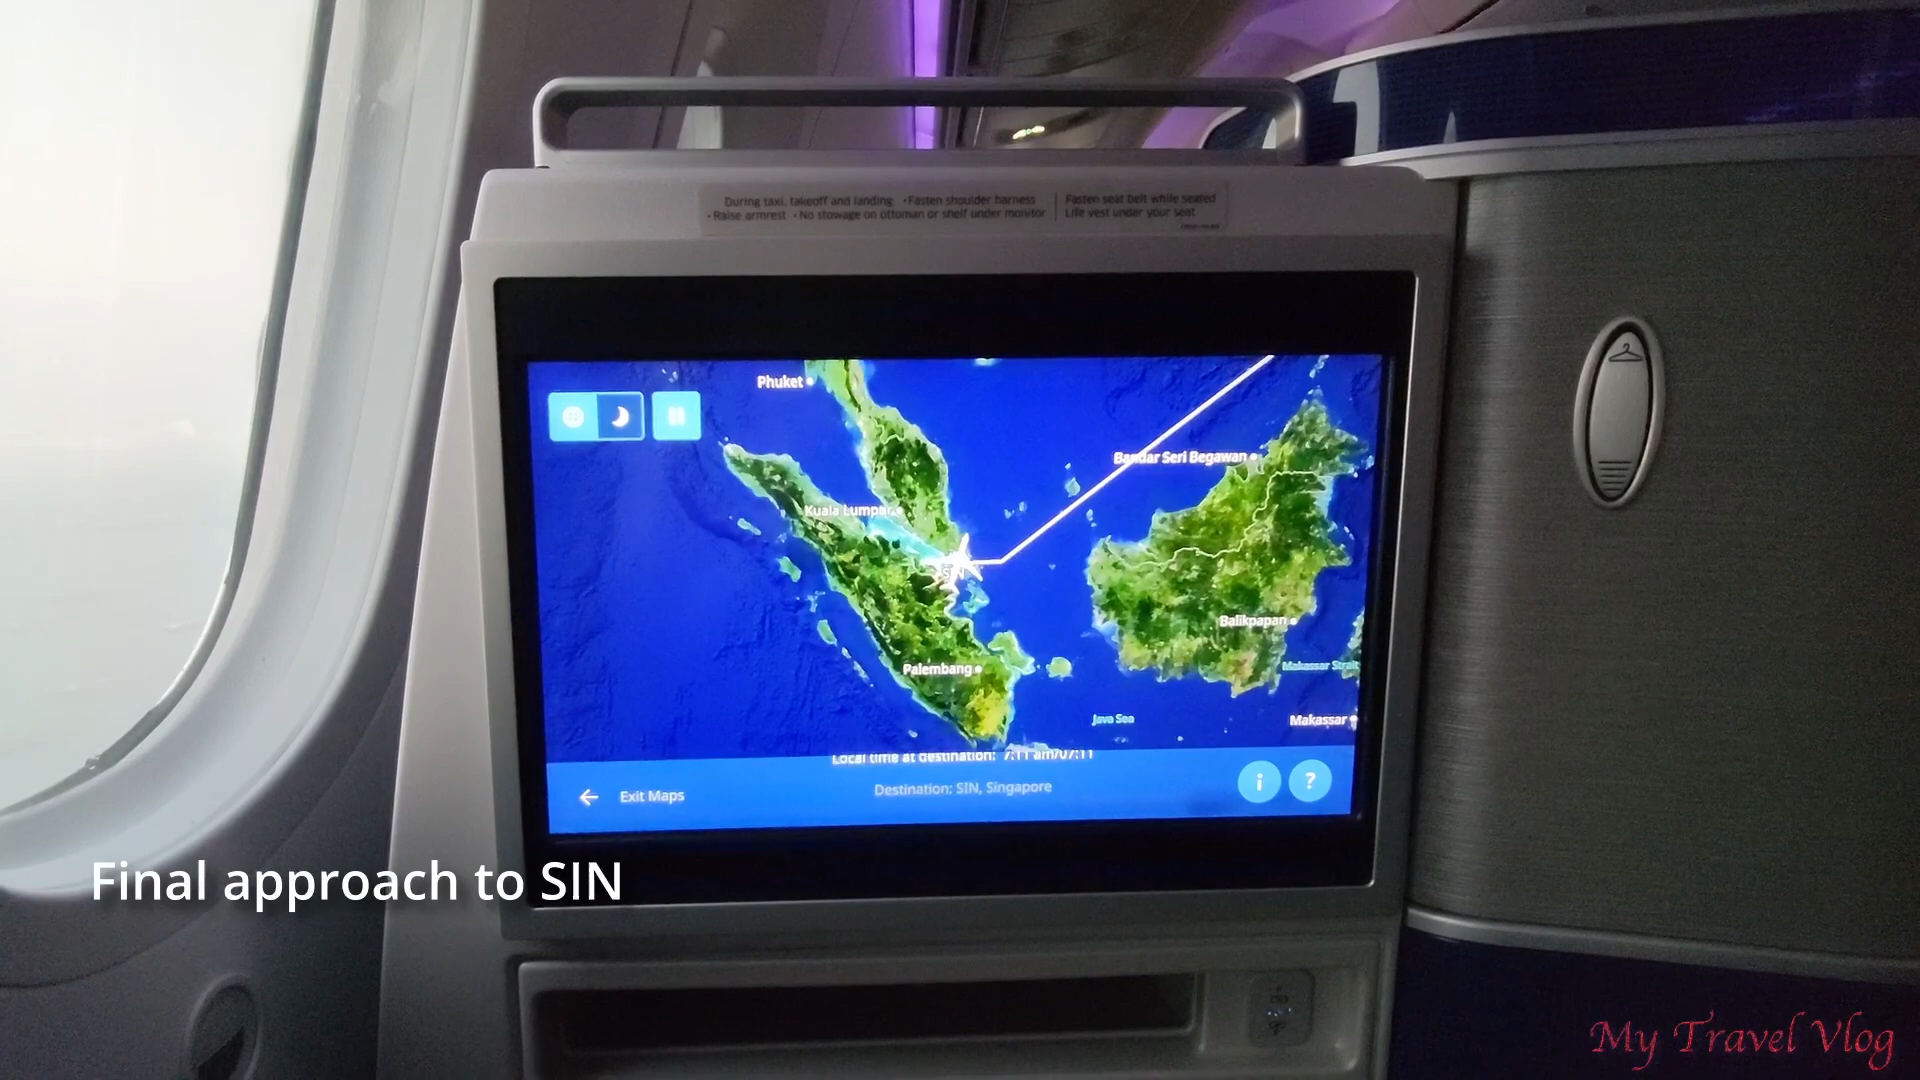 During taxi, takeoff and landing: •Fasten shoulder harness
•Raise armrest •No stowage on ottoman or shelf under monitor
Fasten seat belt while seated
Life vest under your seat
Phuket
Bandar Seri Begawan
Kuala Lumpur
SIN
Balikpapan
Makassar Strait
Palembang
Java Sea
Makassar
Local time at destination: 7:11 am/07:11
Exit Maps
Destination: SIN, Singapore
i
?
Final approach to SIN
My Travel Vlog